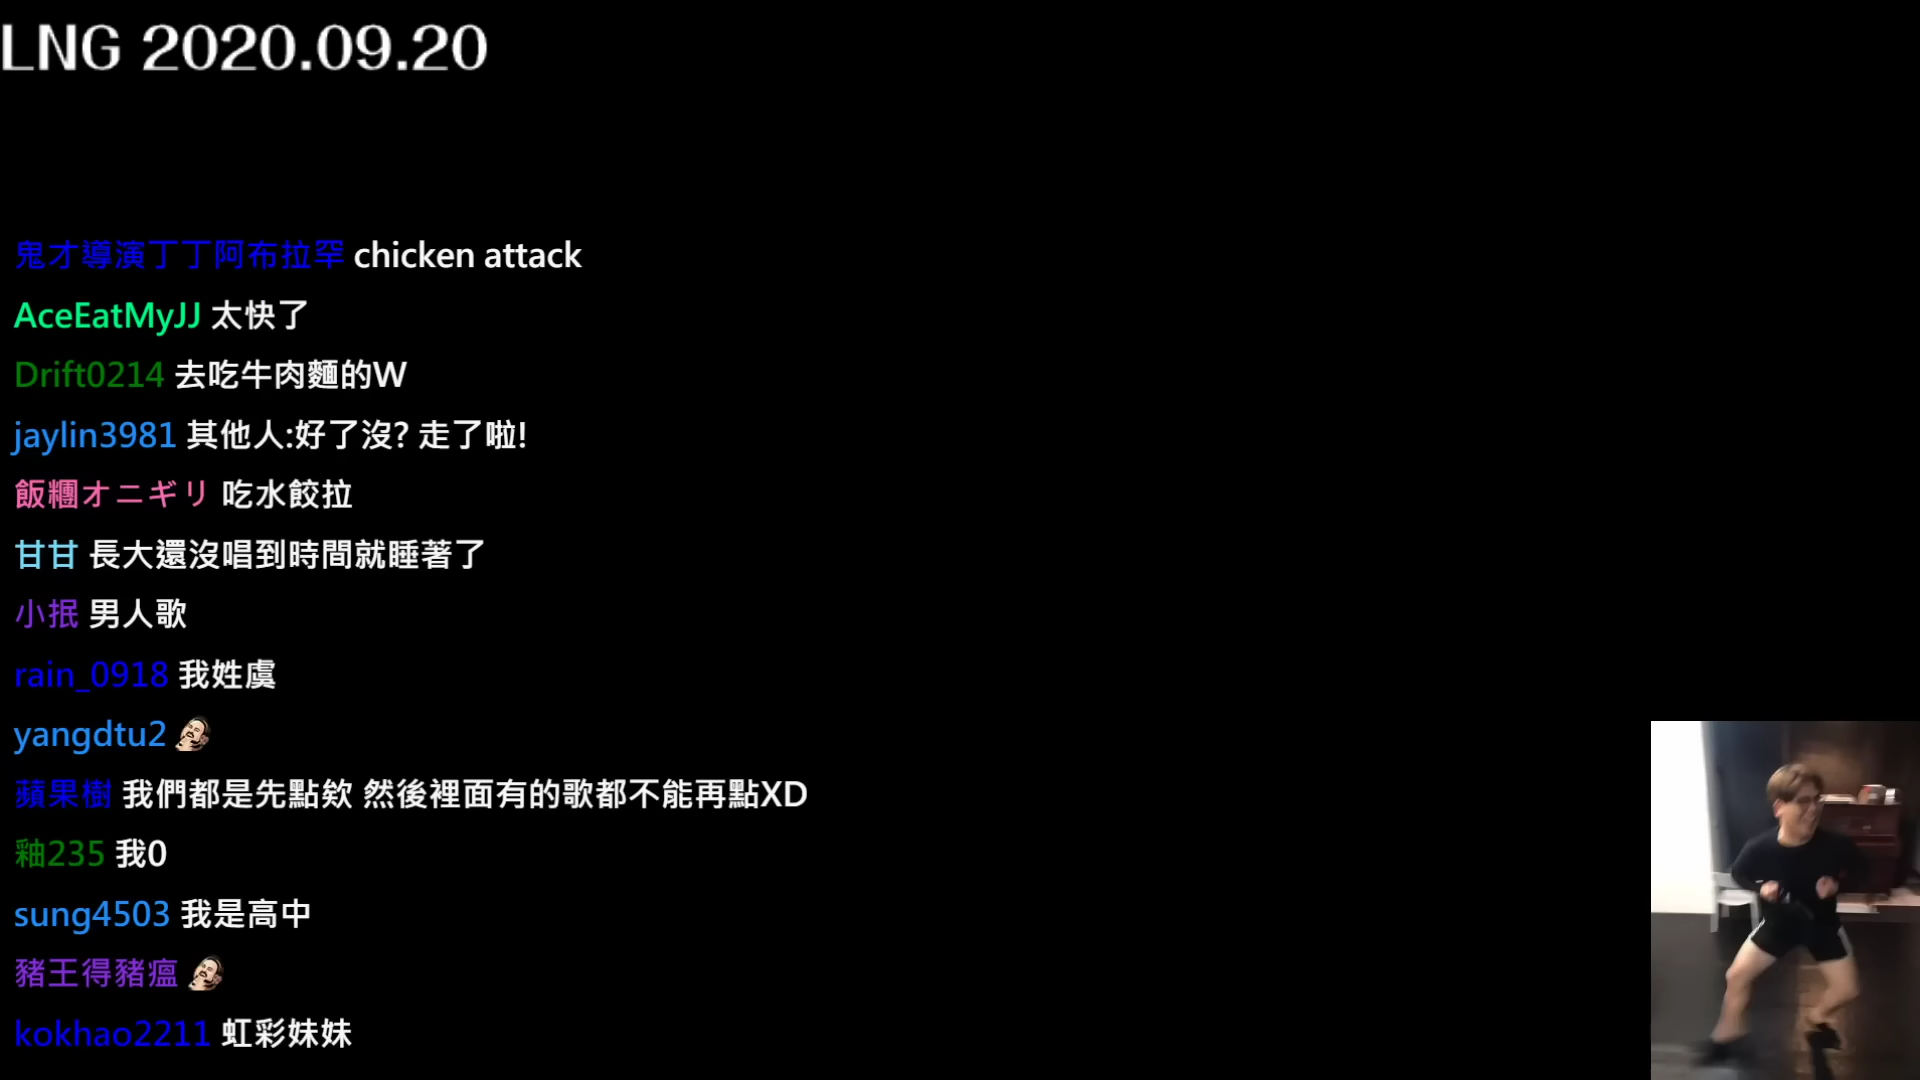 LNG 2020.09.20
鬼才導演丁丁阿布拉罕 chicken attack
AceEatMyJJ 太快了
Drift0214 去吃牛肉麵的W
jaylin3981 其他人:好了沒? 走了啦!
飯糰オニギリ 吃水餃拉
甘甘 長大還沒唱到時間就睡著了
小抿 男人歌
rain_0918 我姓虞
yangdtu2
蘋果樹 我們都是先點欸 然後裡面有的歌都不能再點XD
釉235 我0
sung4503 我是高中
豬王得豬瘟
kokhao2211 虹彩妹妹